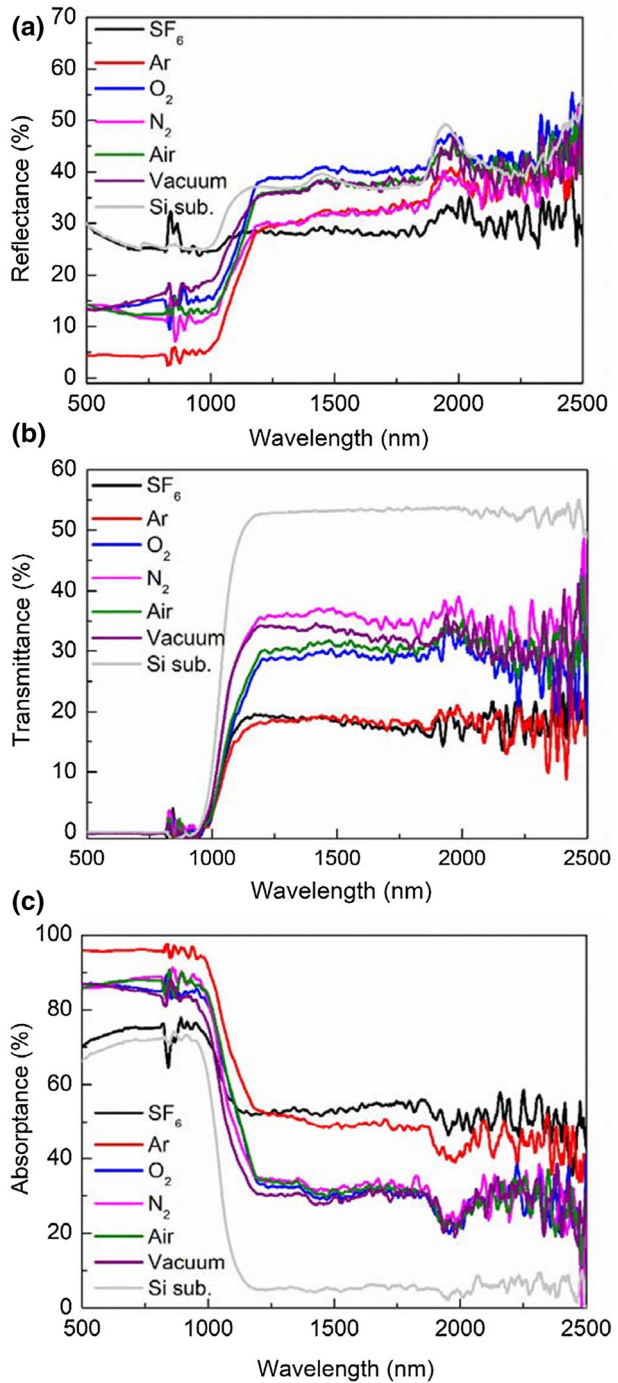 (a)
70
60
50
40
30
20
10
0
Reflectance (%)
SF6
Ar
O2
N2
Air
Vacuum
Si sub.
500 1000 1500 2000 2500
Wavelength (nm)
(b)
60
50
40
30
20
10
0
Transmittance (%)
SF6
Ar
O2
N2
Air
Vacuum
Si sub.
500 1000 1500 2000 2500
Wavelength (nm)
(c)
100
80
60
40
20
0
Absorptance (%)
SF6
Ar
O2
N2
Air
Vacuum
Si sub.
500 1000 1500 2000 2500
Wavelength (nm)